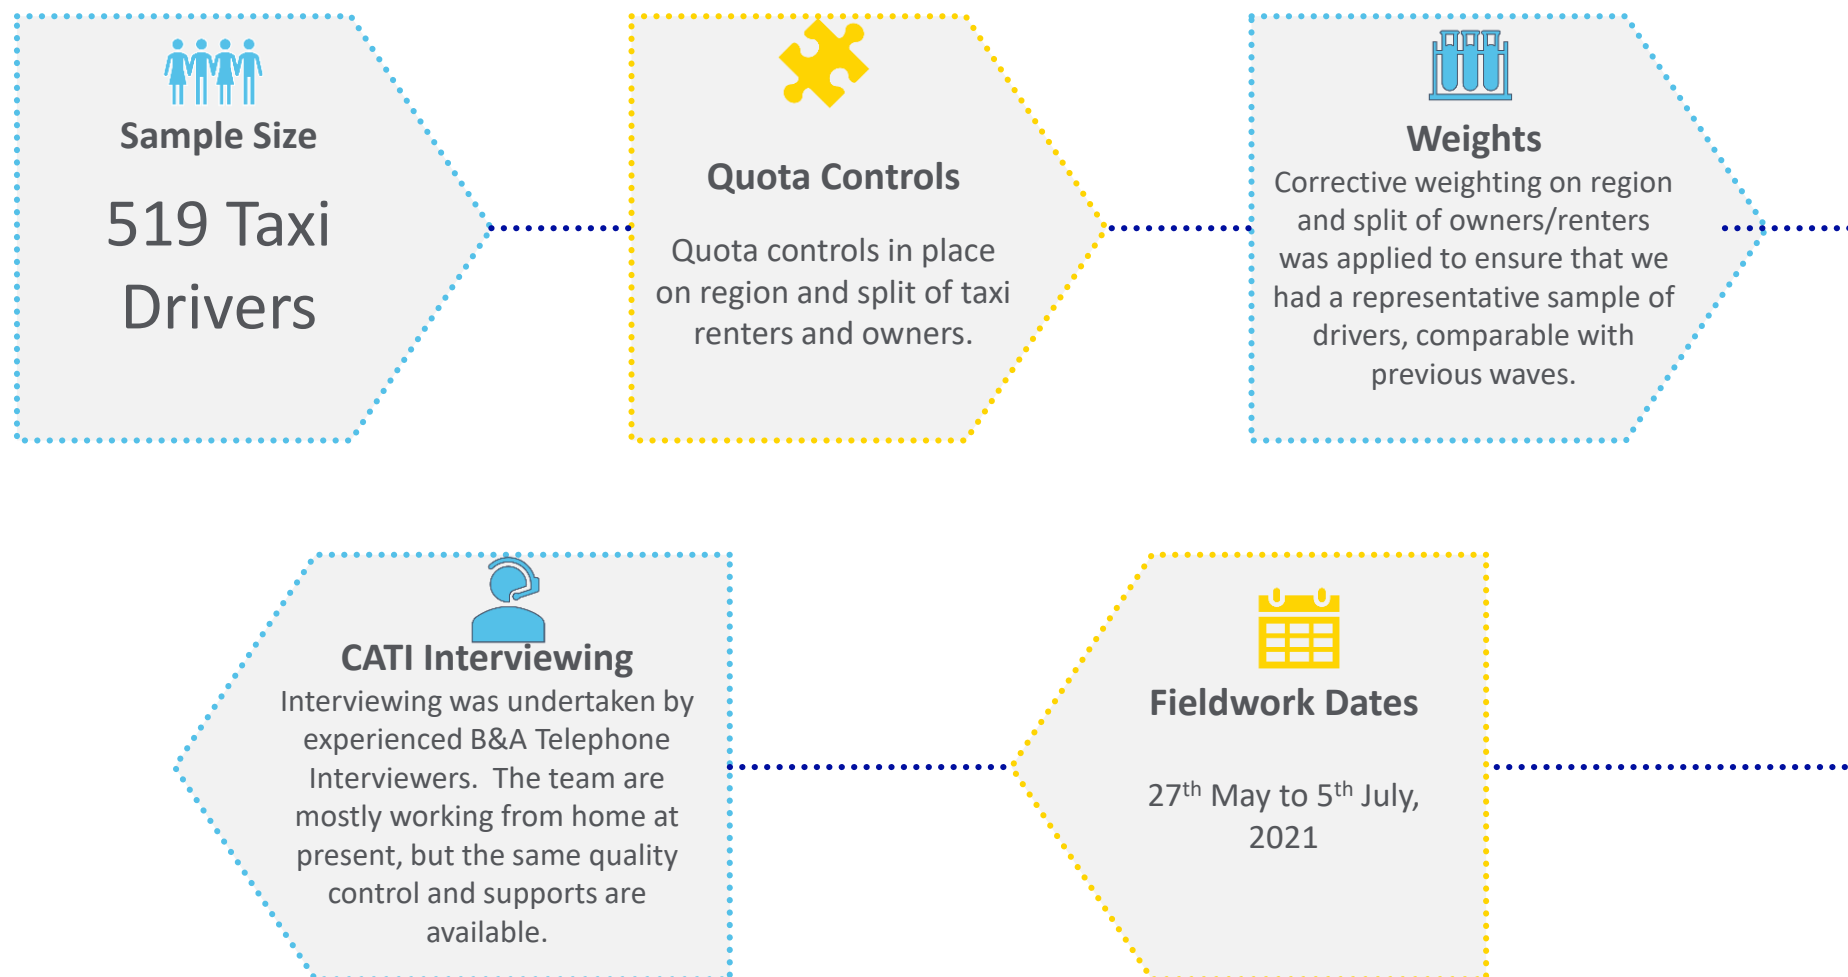 Sample Size
519 Taxi
Drivers
Quota Controls
Quota controls in place
on region and split of taxi
renters and owners.
Weights
Corrective weighting on region
and split of owners/renters
was applied to ensure that we
had a representative sample of
drivers, comparable with
previous waves.
CATI Interviewing
Interviewing was undertaken by
experienced B&A Telephone
Interviewers.  The team are
mostly working from home at
present, but the same quality
control and supports are
available.
Fieldwork Dates
27th May to 5th July,
2021